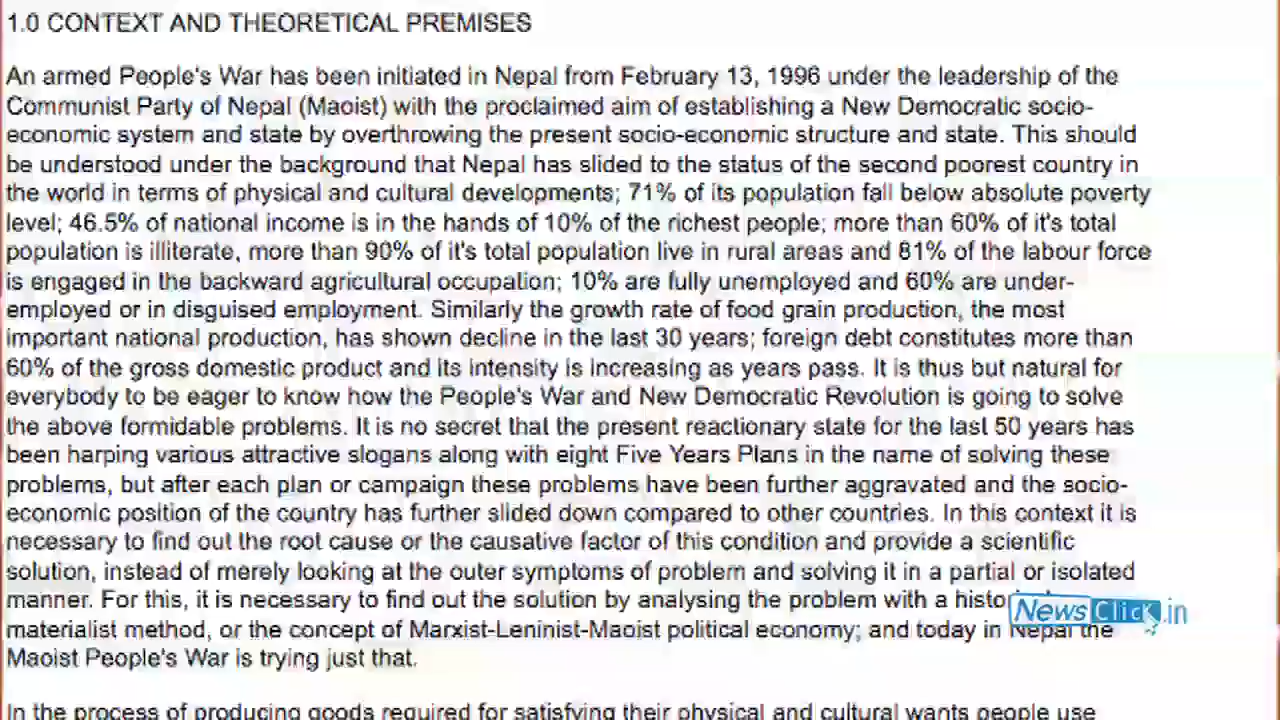 1.0 CONTEXT AND THEORETICAL PREMISES
An armed People's War has been initiated in Nepal from February 13, 1996 under the leadership of the
Communist Party of Nepal (Maoist) with the proclaimed aim of establishing a New Democratic socio-
economic system and state by overthrowing the present socio-economic structure and state. This should
be understood under the background that Nepal has slided to the status of the second poorest country in
the world in terms of physical and cultural developments; 71% of its population fall below absolute poverty
level; 46.5% of national income is in the hands of 10% of the richest people; more than 60% of it's total
population is illiterate, more than 90% of it's total population live in rural areas and 81% of the labour force
is engaged in the backward agricultural occupation; 10% are fully unemployed and 60% are under-
employed or in disguised employment. Similarly the growth rate of food grain production, the most
important national production, has shown decline in the last 30 years; foreign debt constitutes more than
60% of the gross domestic product and its intensity is increasing as years pass. It is thus but natural for
everybody to be eager to know how the People's War and New Democratic Revolution is going to solve
the above formidable problems. It is no secret that the present reactionary state for the last 50 years has
been harping various attractive slogans along with eight Five Years Plans in the name of solving these
problems, but after each plan or campaign these problems have been further aggravated and the socio-
economic position of the country has further slided down compared to other countries. In this context it is
necessary to find out the root cause or the causative factor of this condition and provide a scientific
solution, instead of merely looking at the outer symptoms of problem and solving it in a partial or isolated
manner. For this, it is necessary to find out the solution by analysing the problem with a
NewsClick.in
materialist method, or the concept of Marxist-Leninist-Maoist political economy; and today in Nepal the
Maoist People's War is trying just that.
In the process of producing goods required for satisfying their physical and cultural wants people use